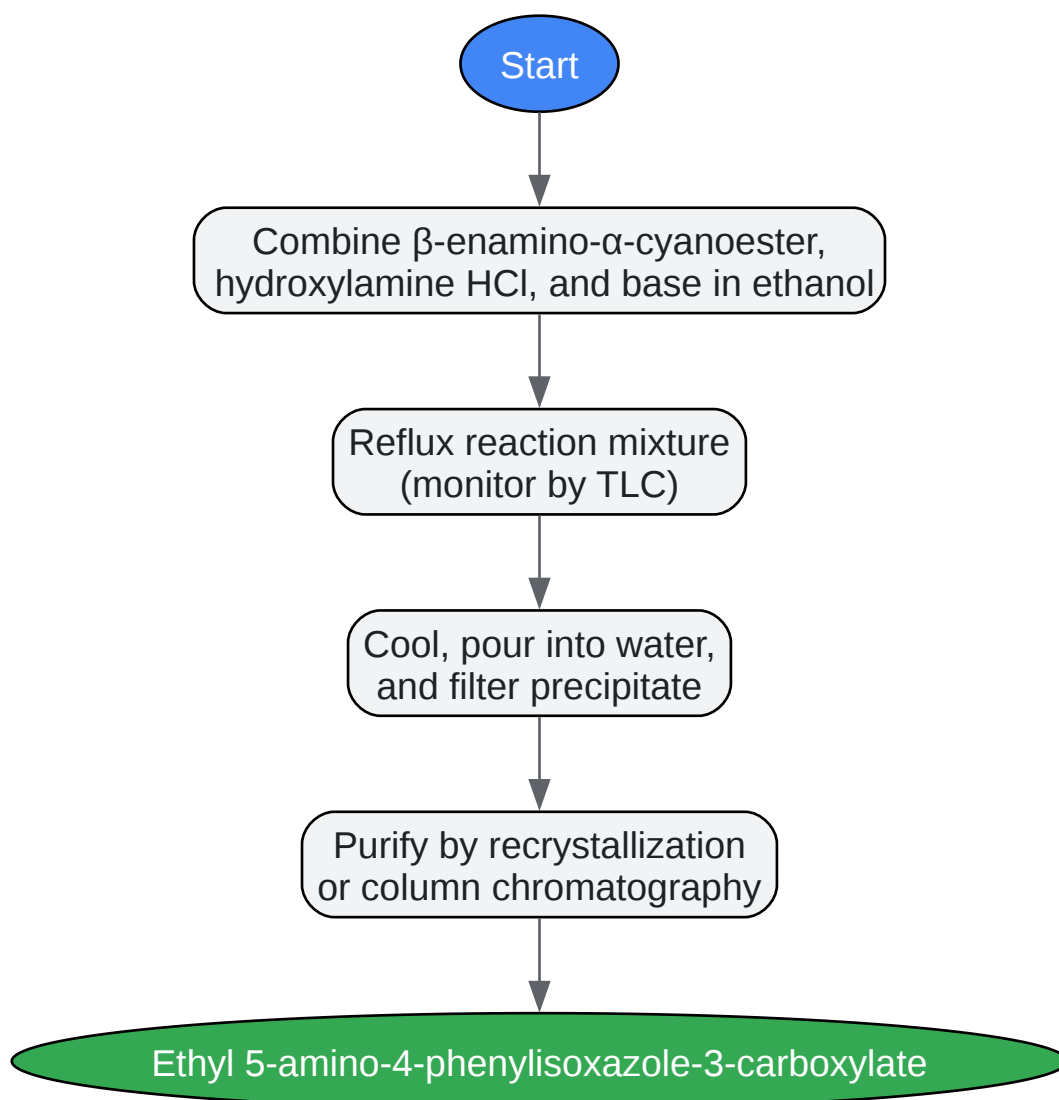 Start
Combine β-enamino-α-cyanoester,
hydroxylamine HCl, and base in ethanol
Reflux reaction mixture
(monitor by TLC)
Cool, pour into water,
and filter precipitate
Purify by recrystallization
or column chromatography
Ethyl 5-amino-4-phenylisoxazole-3-carboxylate